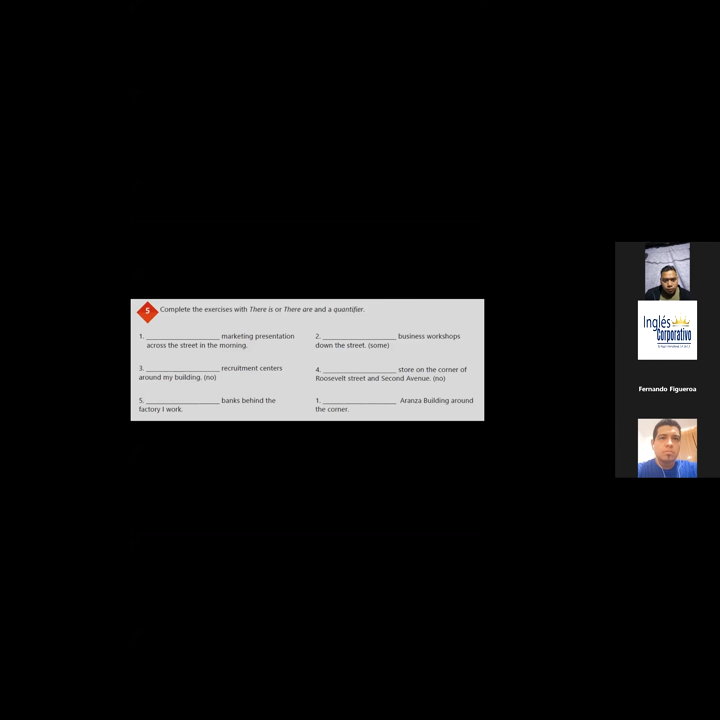 5 Complete the exercises with There is or There are and a quantifier.
1. ____________________ marketing presentation
across the street in the morning.
2. ____________________ business workshops
down the street. (some)
3. ____________________ recruitment centers
around my building. (no)
4. ____________________ store on the corner of
Roosevelt street and Second Avenue. (no)
5. ____________________ banks behind the
factory I work.
1. ____________________ Aranza Building around
the corner.
Inglés
Corporativo
Fernando Figueroa